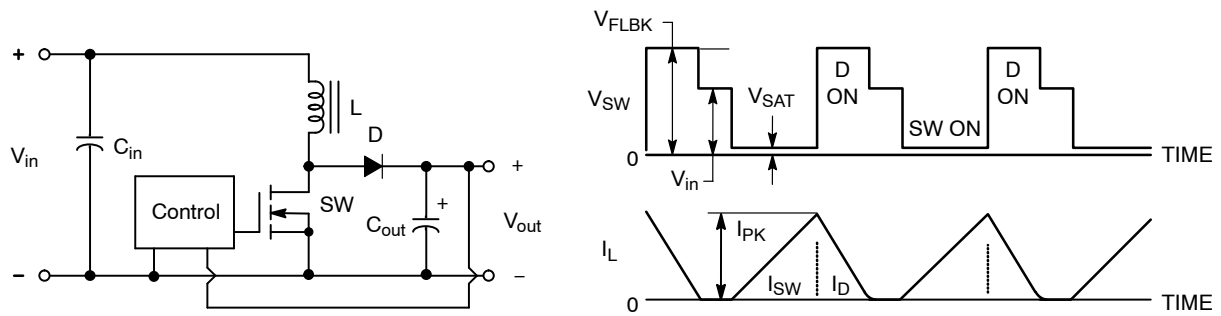 +
L
D
V_in
C_in
+
Control
SW
C_out
+
V_out
−
−
V_FLBK
V_SW
V_SAT
D
ON
D
ON
SW ON
0
TIME
V_in
I_L
I_PK
I_SW
I_D
0
TIME